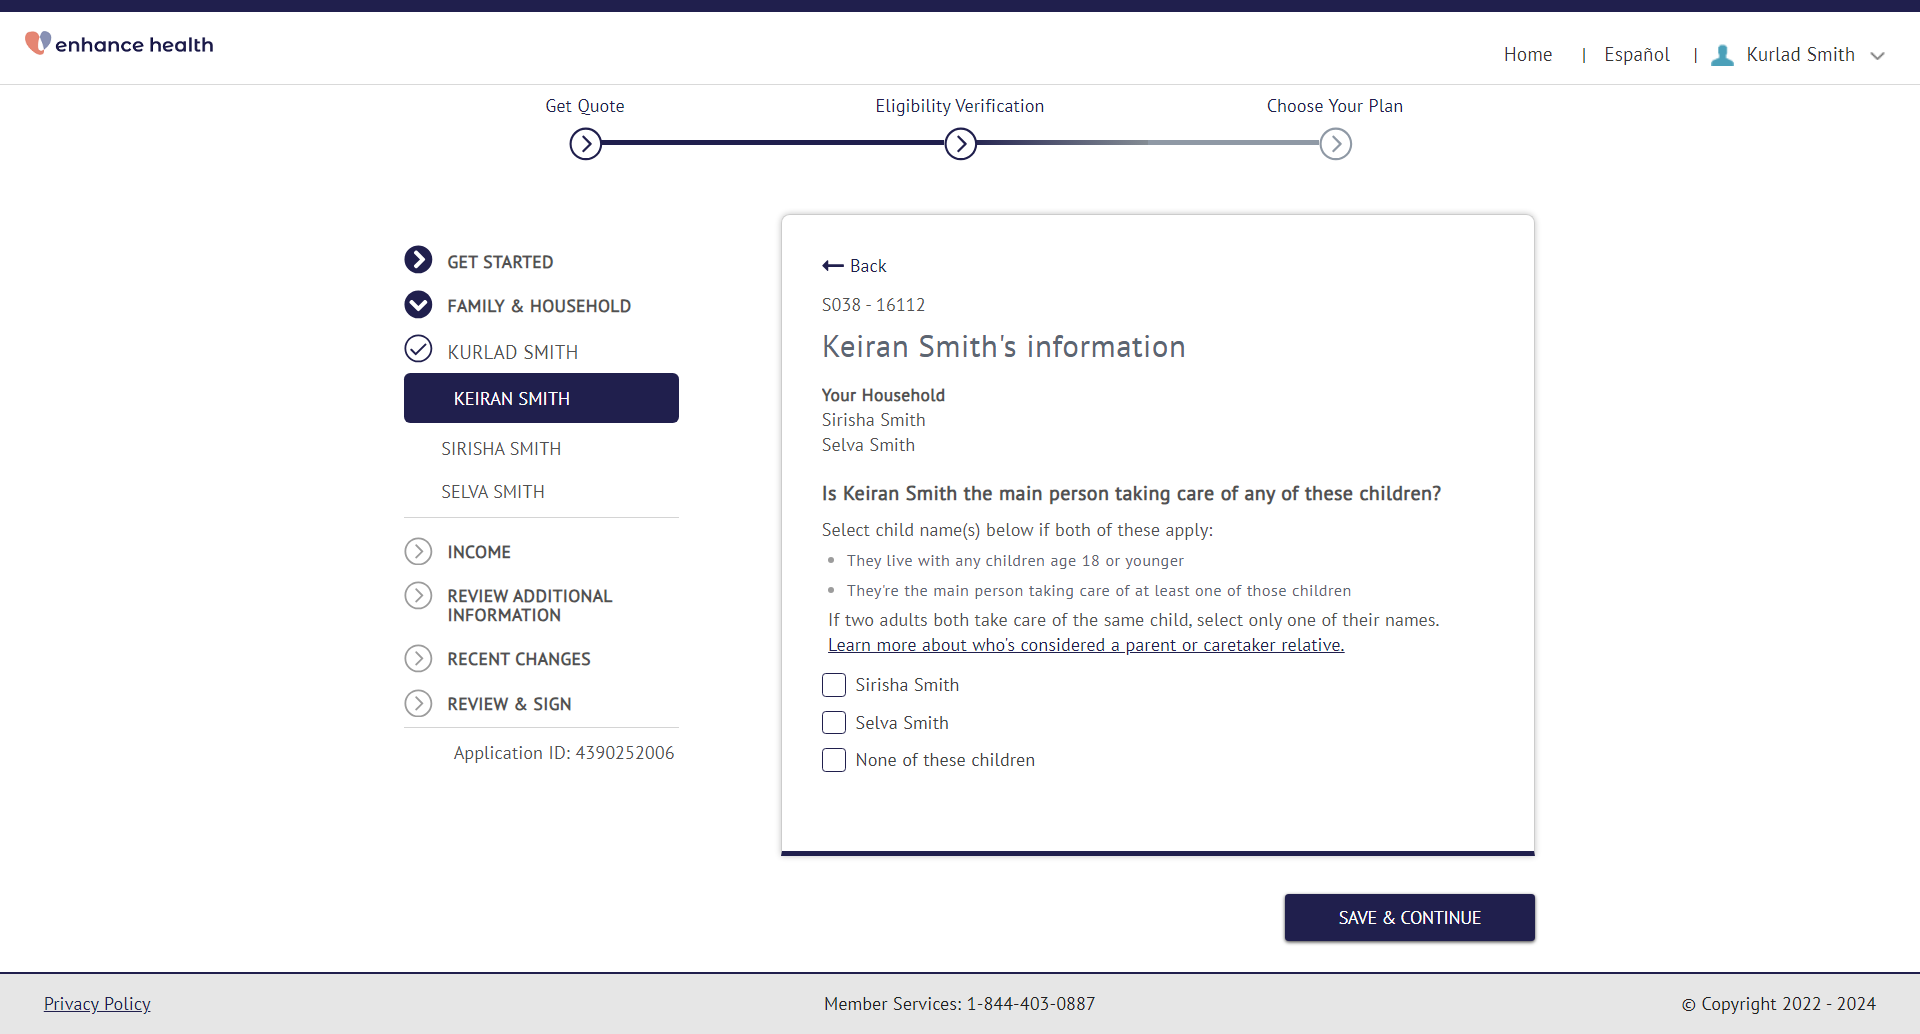 enhance health
Home | Español | Kurlad Smith
Get Quote
Eligibility Verification
Choose Your Plan
GET STARTED
FAMILY & HOUSEHOLD
KURLAD SMITH
KEIRAN SMITH
SIRISHA SMITH
SELVA SMITH
INCOME
REVIEW ADDITIONAL
INFORMATION
RECENT CHANGES
REVIEW & SIGN
Application ID: 4390252006
Back
S038 - 16112
Keiran Smith's information
Your Household
Sirisha Smith
Selva Smith
Is Keiran Smith the main person taking care of any of these children?
Select child name(s) below if both of these apply:
They live with any children age 18 or younger
They're the main person taking care of at least one of those children
If two adults both take care of the same child, select only one of their names.
Learn more about who's considered a parent or caretaker relative.
Sirisha Smith
Selva Smith
None of these children
SAVE & CONTINUE
Privacy Policy
Member Services: 1-844-403-0887
© Copyright 2022 - 2024